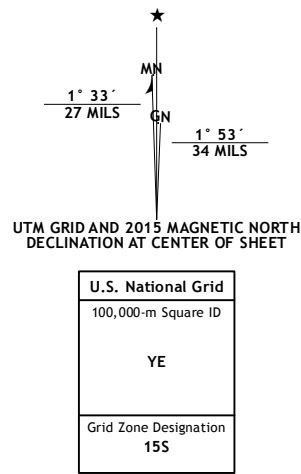 ★
MN
1° 33´
27 MILS
GN
1° 53´
34 MILS
UTM GRID AND 2015 MAGNETIC NORTH
DECLINATION AT CENTER OF SHEET
U.S. National Grid
100,000-m Square ID
YE
Grid Zone Designation
15S